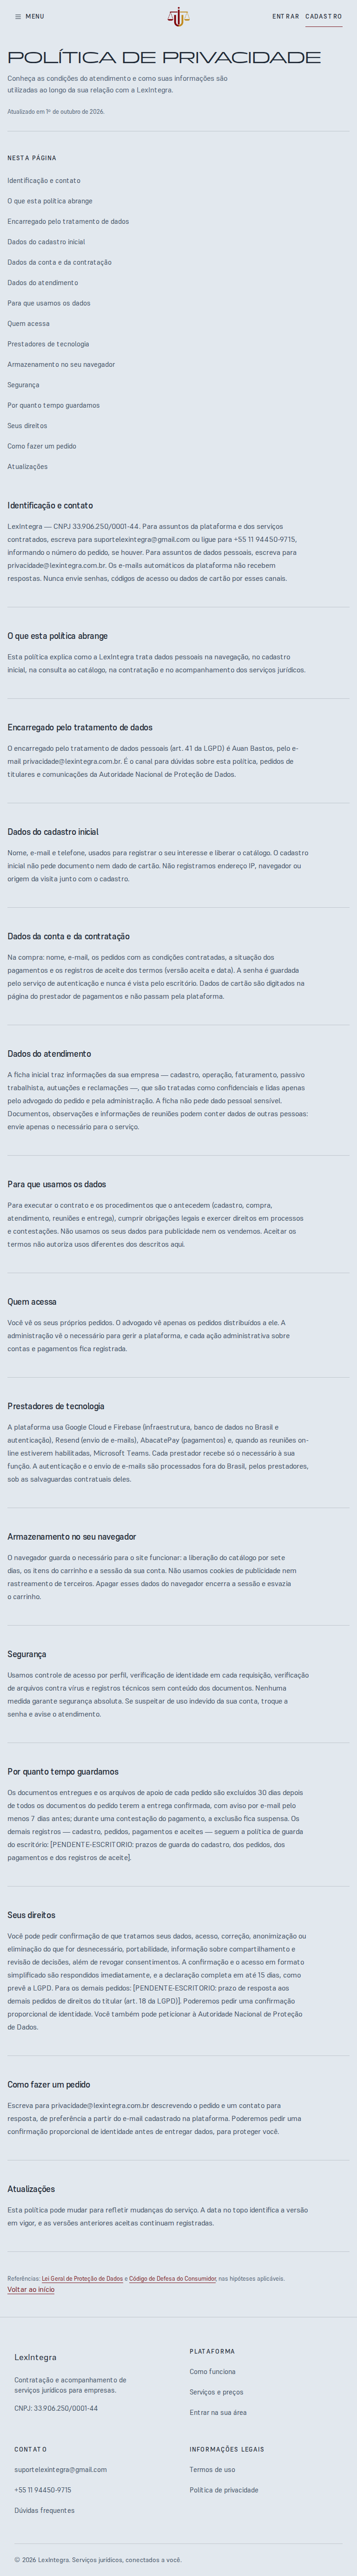 MENU
ENTRAR CADASTRO
POLÍTICA DE PRIVACIDADE
Conheça as condições do atendimento e como suas informações são
utilizadas ao longo da sua relação com a LexIntegra.
Atualizado em 1º de outubro de 2026.
NESTA PÁGINA
Identificação e contato
O que esta política abrange
Encarregado pelo tratamento de dados
Dados do cadastro inicial
Dados da conta e da contratação
Dados do atendimento
Para que usamos os dados
Quem acessa
Prestadores de tecnologia
Armazenamento no seu navegador
Segurança
Por quanto tempo guardamos
Seus direitos
Como fazer um pedido
Atualizações
Identificação e contato
LexIntegra — CNPJ 33.906.250/0001-44. Para assuntos da plataforma e dos serviços
contratados, escreva para suportelexintegra@gmail.com ou ligue para +55 11 94450-9715,
informando o número do pedido, se houver. Para assuntos de dados pessoais, escreva para
privacidade@lexintegra.com.br. Os e-mails automáticos da plataforma não recebem
respostas. Nunca envie senhas, códigos de acesso ou dados de cartão por esses canais.
O que esta política abrange
Esta política explica como a LexIntegra trata dados pessoais na navegação, no cadastro
inicial, na consulta ao catálogo, na contratação e no acompanhamento dos serviços jurídicos.
Encarregado pelo tratamento de dados
O encarregado pelo tratamento de dados pessoais (art. 41 da LGPD) é Auan Bastos, pelo e-
mail privacidade@lexintegra.com.br. É o canal para dúvidas sobre esta política, pedidos de
titulares e comunicações da Autoridade Nacional de Proteção de Dados.
Dados do cadastro inicial
Nome, e-mail e telefone, usados para registrar o seu interesse e liberar o catálogo. O cadastro
inicial não pede documento nem dado de cartão. Não registramos endereço IP, navegador ou
origem da visita junto com o cadastro.
Dados da conta e da contratação
Na compra: nome, e-mail, os pedidos com as condições contratadas, a situação dos
pagamentos e os registros de aceite dos termos (versão aceita e data). A senha é guardada
pelo serviço de autenticação e nunca é vista pelo escritório. Dados de cartão são digitados na
página do prestador de pagamentos e não passam pela plataforma.
Dados do atendimento
A ficha inicial traz informações da sua empresa — cadastro, operação, faturamento, passivo
trabalhista, autuações e reclamações —, que são tratadas como confidenciais e lidas apenas
pelo advogado do pedido e pela administração. A ficha não pede dado pessoal sensível.
Documentos, observações e informações de reuniões podem conter dados de outras pessoas:
envie apenas o necessário para o serviço.
Para que usamos os dados
Para executar o contrato e os procedimentos que o antecedem (cadastro, compra,
atendimento, reuniões e entrega), cumprir obrigações legais e exercer direitos em processos
e contestações. Não usamos os seus dados para publicidade nem os vendemos. Aceitar os
termos não autoriza usos diferentes dos descritos aqui.
Quem acessa
Você vê os seus próprios pedidos. O advogado vê apenas os pedidos distribuídos a ele. A
administração vê o necessário para gerir a plataforma, e cada ação administrativa sobre
contas e pagamentos fica registrada.
Prestadores de tecnologia
A plataforma usa Google Cloud e Firebase (infraestrutura, banco de dados no Brasil e
autenticação), Resend (envio de e-mails), AbacatePay (pagamentos) e, quando as reuniões on-
line estiverem habilitadas, Microsoft Teams. Cada prestador recebe só o necessário à sua
função. A autenticação e o envio de e-mails são processados fora do Brasil, pelos prestadores,
sob as salvaguardas contratuais deles.
Armazenamento no seu navegador
O navegador guarda o necessário para o site funcionar: a liberação do catálogo por sete
dias, os itens do carrinho e a sessão da sua conta. Não usamos cookies de publicidade nem
rastreamento de terceiros. Apagar esses dados do navegador encerra a sessão e esvazia
o carrinho.
Segurança
Usamos controle de acesso por perfil, verificação de identidade em cada requisição, verificação
de arquivos contra vírus e registros técnicos sem conteúdo dos documentos. Nenhuma
medida garante segurança absoluta. Se suspeitar de uso indevido da sua conta, troque a
senha e avise o atendimento.
Por quanto tempo guardamos
Os documentos entregues e os arquivos de apoio de cada pedido são excluídos 30 dias depois
de todos os documentos do pedido terem a entrega confirmada, com aviso por e-mail pelo
menos 7 dias antes; durante uma contestação do pagamento, a exclusão fica suspensa. Os
demais registros — cadastro, pedidos, pagamentos e aceites — seguem a política de guarda
do escritório: [PENDENTE-ESCRITORIO: prazos de guarda do cadastro, dos pedidos, dos
pagamentos e dos registros de aceite].
Seus direitos
Você pode pedir confirmação de que tratamos seus dados, acesso, correção, anonimização ou
eliminação do que for desnecessário, portabilidade, informação sobre compartilhamento e
revisão de decisões, além de revogar consentimentos. A confirmação e o acesso em formato
simplificado são respondidos imediatamente, e a declaração completa em até 15 dias, como
prevê a LGPD. Para os demais pedidos: [PENDENTE-ESCRITORIO: prazo de resposta aos
demais pedidos de direitos do titular (art. 18 da LGPD)]. Poderemos pedir uma confirmação
proporcional de identidade. Você também pode peticionar à Autoridade Nacional de Proteção
de Dados.
Como fazer um pedido
Escreva para privacidade@lexintegra.com.br descrevendo o pedido e um contato para
resposta, de preferência a partir do e-mail cadastrado na plataforma. Poderemos pedir uma
confirmação proporcional de identidade antes de entregar dados, para proteger você.
Atualizações
Esta política pode mudar para refletir mudanças do serviço. A data no topo identifica a versão
em vigor, e as versões anteriores aceitas continuam registradas.
Referências: Lei Geral de Proteção de Dados e Código de Defesa do Consumidor, nas hipóteses aplicáveis.
Voltar ao início
LexIntegra
Contratação e acompanhamento de
serviços jurídicos para empresas.
CNPJ: 33.906.250/0001-44
PLATAFORMA
Como funciona
Serviços e preços
Entrar na sua área
CONTATO
suportelexintegra@gmail.com
+55 11 94450-9715
Dúvidas frequentes
INFORMAÇÕES LEGAIS
Termos de uso
Política de privacidade
© 2026 LexIntegra. Serviços jurídicos, conectados a você.